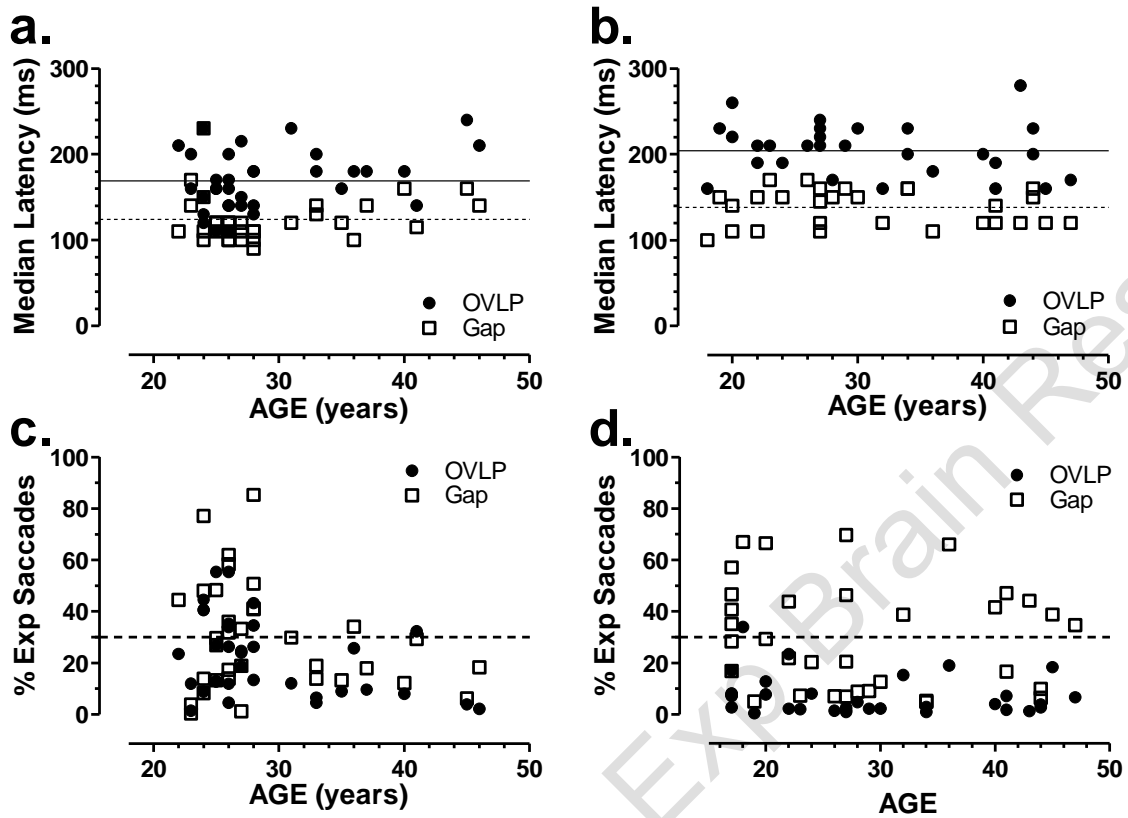 a.
Median Latency (ms)
300
200
100
0
OVLP
Gap
20 30 40 50
AGE (years)
b.
Median Latency (ms)
300
200
100
0
OVLP
Gap
20 30 40 50
AGE (years)
c.
% Exp Saccades
100
80
60
40
20
0
OVLP
Gap
20 30 40 50
AGE (years)
d.
% Exp Saccades
100
80
60
40
20
0
OVLP
Gap
20 30 40 50
AGE
Exp Brain Res